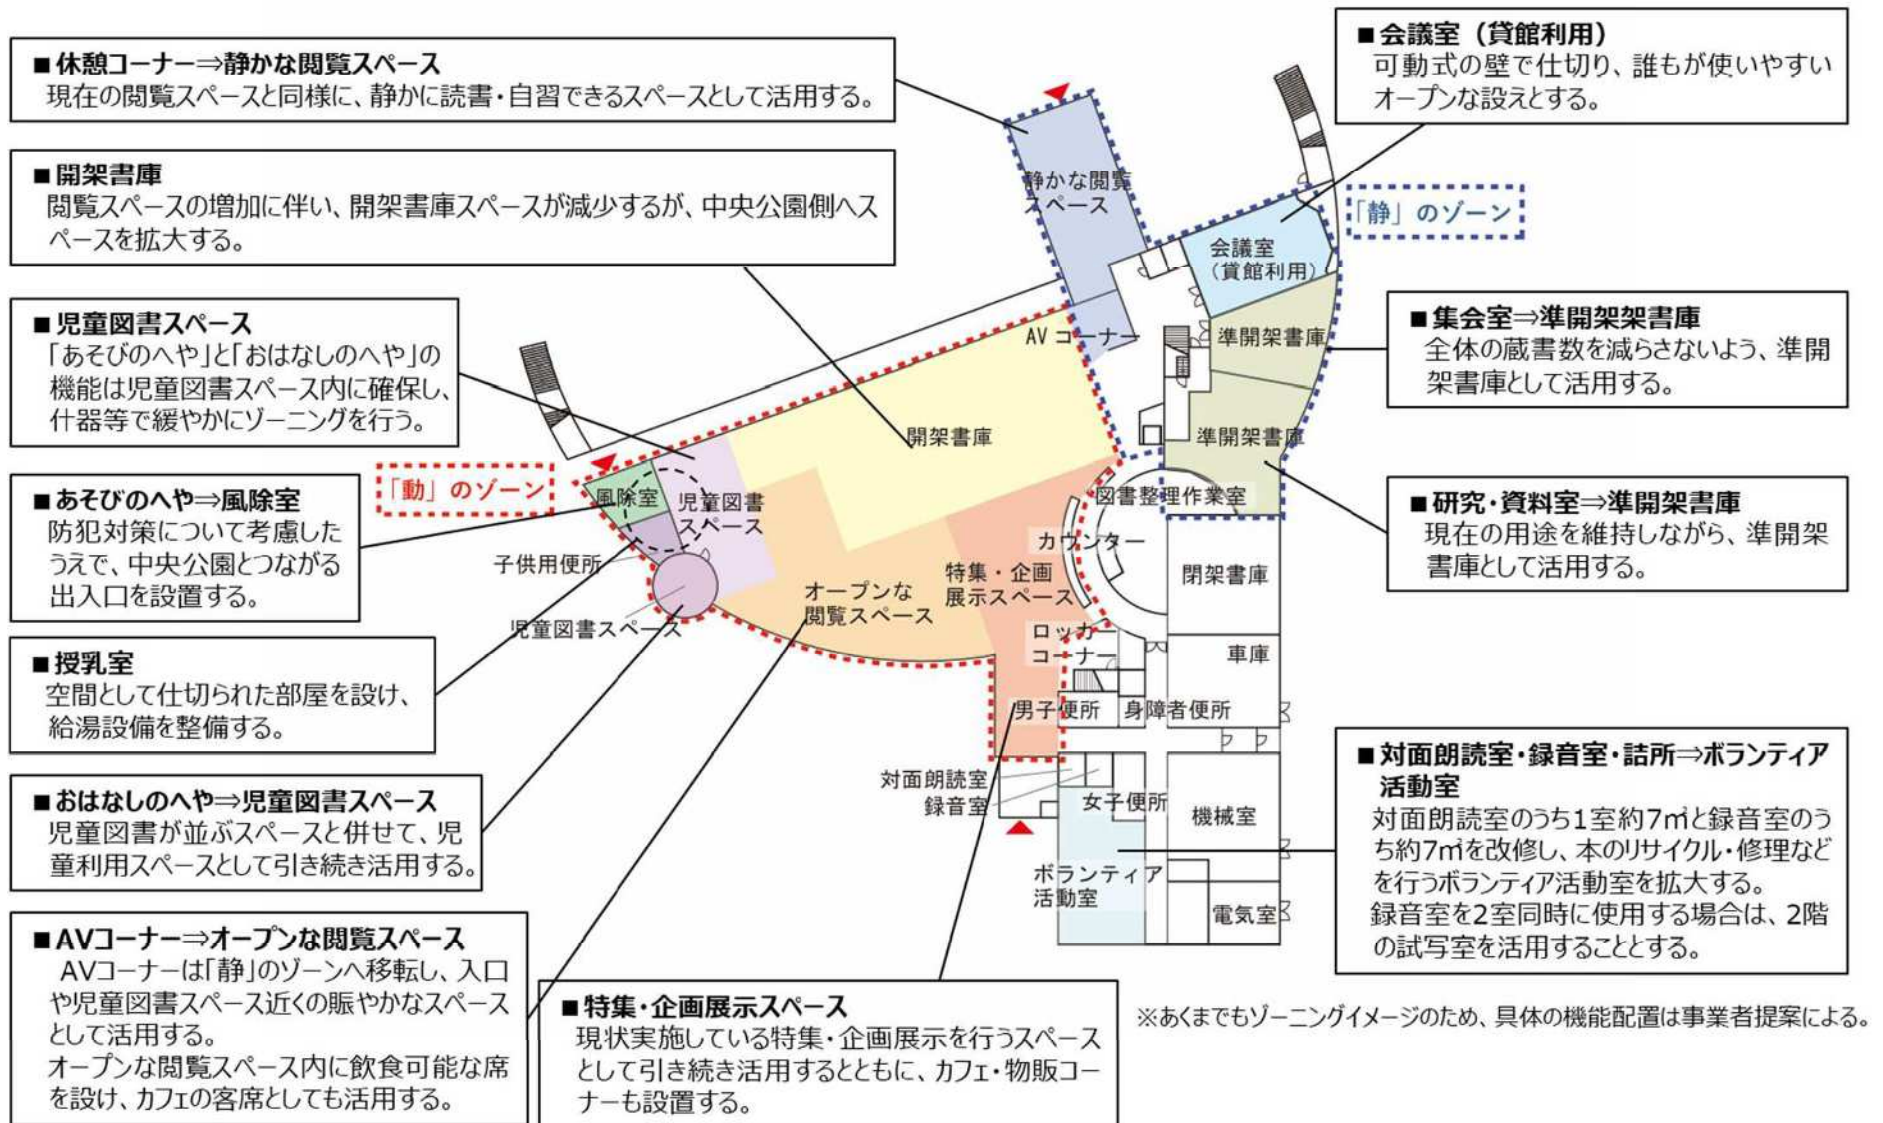 ■休憩コーナー⇒静かな閲覧スペース
現在の閲覧スペースと同様に、静かに読書・自習できるスペースとして活用する。
■開架書庫
閲覧スペースの増加に伴い、開架書庫スペースが減少するが、中央公園側へス
ペースを拡大する。
■児童図書スペース
「あそびのへや」と「おはなしのへや」の
機能は児童図書スペース内に確保し、
什器等で緩やかにゾーニングを行う。
■あそびのへや⇒風除室
防犯対策について考慮した
うえで、中央公園とつながる
出入口を設置する。
■授乳室
空間として仕切られた部屋を設け、
給湯設備を整備する。
■おはなしのへや⇒児童図書スペース
児童図書が並ぶスペースと併せて、児
童利用スペースとして引き続き活用する。
■AVコーナー⇒オープンな閲覧スペース
AVコーナーは「静」のゾーンへ移転し、入口
や児童図書スペース近くの賑やかなスペース
として活用する。
オープンな閲覧スペース内に飲食可能な席
を設け、カフェの客席としても活用する。
■特集・企画展示スペース
現状実施している特集・企画展示を行うスペース
として引き続き活用するとともに、カフェ・物販コー
ナーも設置する。
■会議室（貸館利用）
可動式の壁で仕切り、誰もが使いやすい
オープンな設えとする。
■集会室⇒準開架架書庫
全体の蔵書数を減らさないよう、準開
架書庫として活用する。
■研究・資料室⇒準開架書庫
現在の用途を維持しながら、準開架
書庫として活用する。
■対面朗読室・録音室・詰所⇒ボランティア
活動室
対面朗読室のうち1室約7㎡と録音室のう
ち約7㎡を改修し、本のリサイクル・修理など
を行うボランティア活動室を拡大する。
録音室を2室同時に使用する場合は、2階
の試写室を活用することとする。
※あくまでもゾーニングイメージのため、具体の機能配置は事業者提案による。
「静」のゾーン
「動」のゾーン
静かな閲覧
スペース
会議室
（貸館利用）
AVコーナー
準開架書庫
開架書庫
準開架書庫
風除室
児童図書
スペース
図書整理作業室
カウンター
子供用便所
閉架書庫
特集・企画
展示スペース
オープンな
閲覧スペース
児童図書スペース
ロッカー
コーナー
車庫
男子便所
身障者便所
対面朗読室
録音室
女子便所
機械室
ボランティア
活動室
電気室